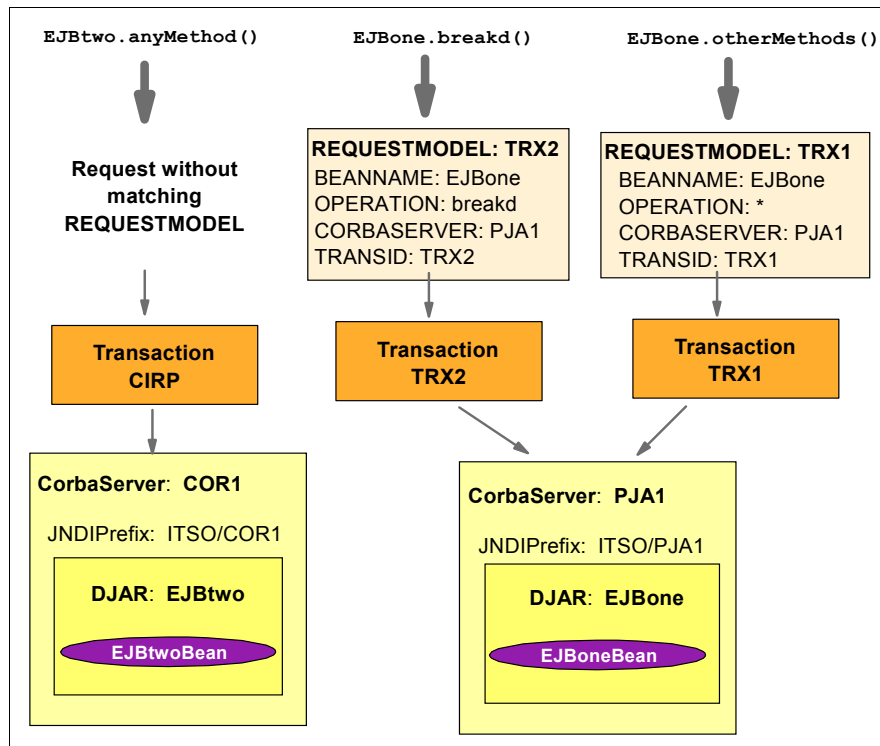 EJBtwo.anyMethod()
EJBone.breakd()
EJBone.otherMethods()
Request without
matching
REQUESTMODEL
REQUESTMODEL: TRX2
BEANNAME: EJBone
OPERATION: breakd
CORBASERVER: PJA1
TRANSID: TRX2
REQUESTMODEL: TRX1
BEANNAME: EJBone
OPERATION: *
CORBASERVER: PJA1
TRANSID: TRX1
Transaction
CIRP
Transaction
TRX2
Transaction
TRX1
CorbaServer: COR1
JNDIPrefix: ITSO/COR1
DJAR: EJBtwo
EJBtwoBean
CorbaServer: PJA1
JNDIPrefix: ITSO/PJA1
DJAR: EJBone
EJBoneBean